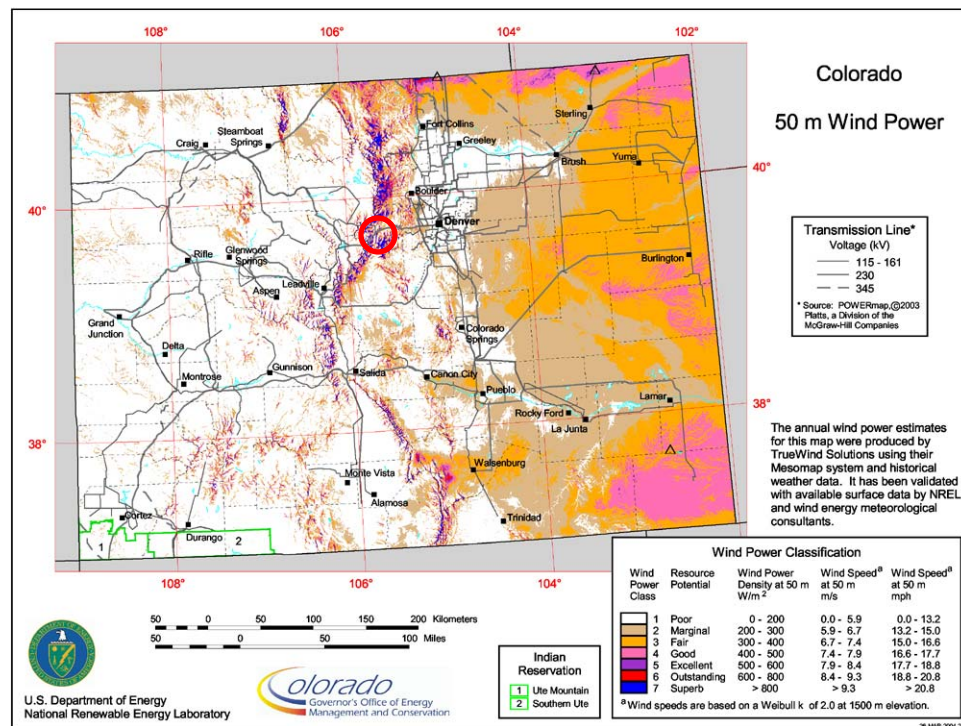 108°
106°
104°
102°
Colorado
50 m Wind Power
Fort Collins
Sterling
Steamboat
Springs
Craig
Greeley
Brush
Yuma
40°
Boulder
40°
Denver
Transmission Line*
Voltage (kV)
115 - 161
230
345
* Source: POWERmap,©2003
Platts, a Division of the
McGraw-Hill Companies
Rifle
Glenwood
Springs
Burlington
Leadville
Aspen
Grand
Junction
Colorado
Springs
Delta
Montrose
Gunnison
Salida
Canon City
Pueblo
Lamar
38°
Rocky Ford
La Junta
The annual wind power estimates
for this map were produced by
TrueWind Solutions using their
Mesomap system and historical
weather data. It has been validated
with available surface data by NREL
and wind energy meteorological
consultants.
38°
Walsenburg
Monte Vista
Alamosa
Cortez
Trinidad
Durango
1
2
108°
106°
104°
Wind Power Classification
Wind Resource Wind Power Wind Speedª Wind Speedª
Power Potential Density at 50 m at 50 m at 50 m
Class W/m² m/s mph
1 Poor 0 - 200 0.0 - 5.9 0.0 - 13.2
2 Marginal 200 - 300 5.9 - 6.7 13.2 - 15.0
3 Fair 300 - 400 6.7 - 7.4 15.0 - 16.6
4 Good 400 - 500 7.4 - 7.9 16.6 - 17.7
5 Excellent 500 - 600 7.9 - 8.4 17.7 - 18.8
6 Outstanding 600 - 800 8.4 - 9.3 18.8 - 20.8
7 Superb > 800 > 9.3 > 20.8
ª Wind speeds are based on a Weibull k of 2.0 at 1500 m elevation.
50 0 50 100 150 200 Kilometers
50 0 50 100 Miles
Indian
Reservation
1 Ute Mountain
2 Southern Ute
U.S. Department of Energy
National Renewable Energy Laboratory
Colorado
Governor's Office of Energy
Management and Conservation